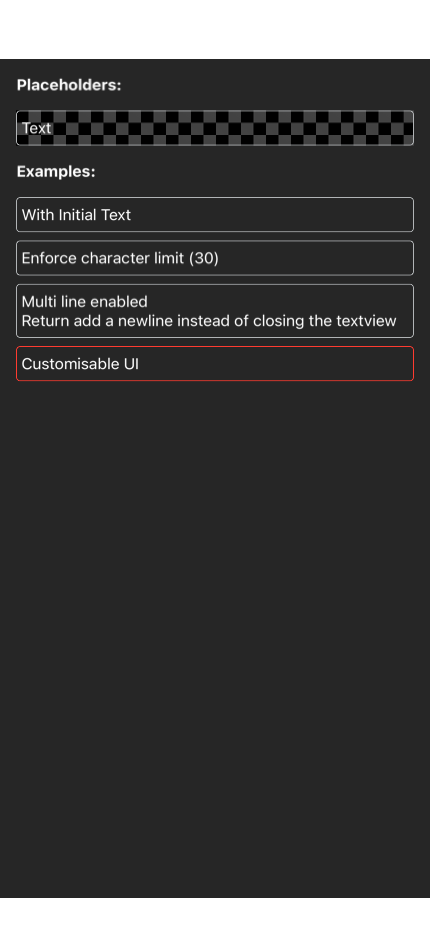 Placeholders:
Text
Examples:
With Initial Text
Enforce character limit (30)
Multi line enabled
Return add a newline instead of closing the textview
Customisable UI